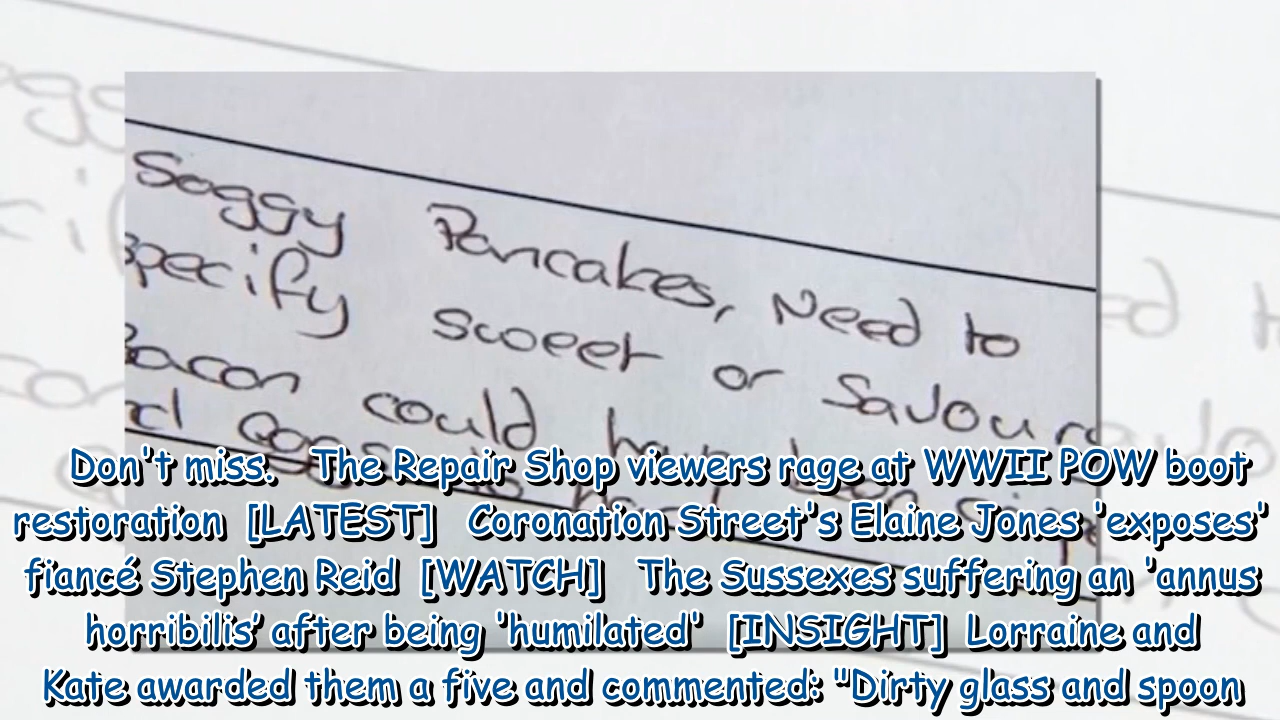 Soggy Pancakes, Need to
specify sweet or Savoury
Bacon could have been
Don't miss. The Repair Shop viewers rage at WWII POW boot
restoration [LATEST] Coronation Street's Elaine Jones 'exposes'
fiancé Stephen Reid [WATCH] The Sussexes suffering an 'annus
horribilis’ after being 'humilated' [INSIGHT] Lorraine and
Kate awarded them a five and commented: "Dirty glass and spoon